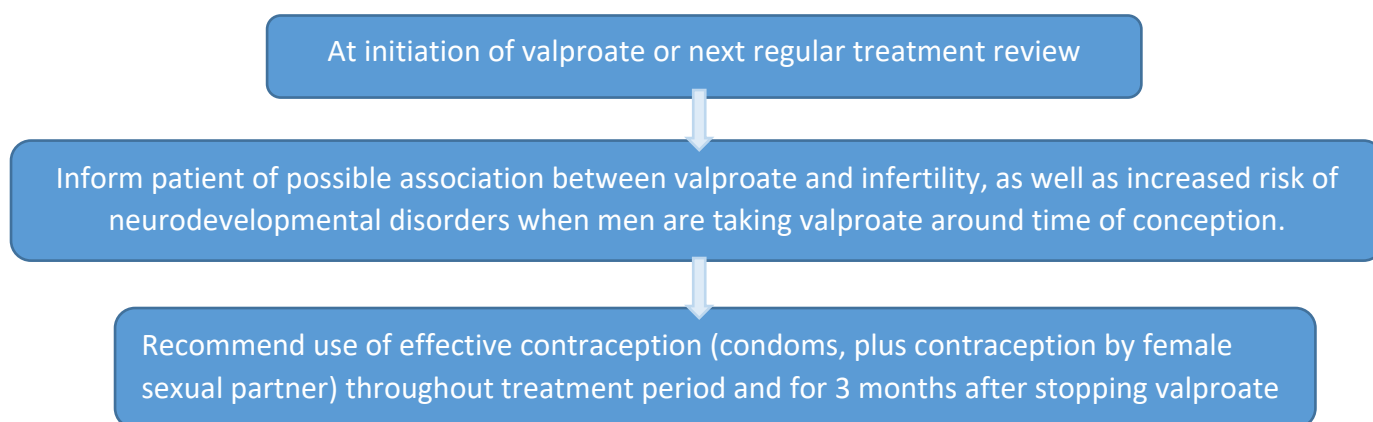 At initiation of valproate or next regular treatment review
Inform patient of possible association between valproate and infertility, as well as increased risk of
neurodevelopmental disorders when men are taking valproate around time of conception.
Recommend use of effective contraception (condoms, plus contraception by female
sexual partner) throughout treatment period and for 3 months after stopping valproate